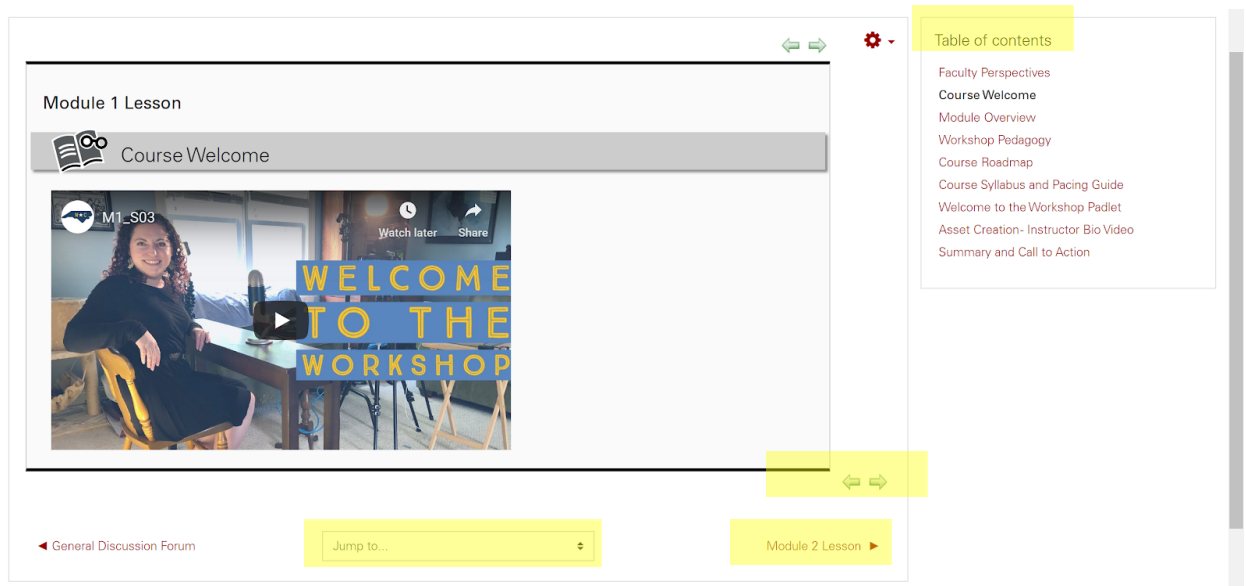 Module 1 Lesson
Course Welcome
M1_S03
Watch later
Share
WELCOME
TO THE
WORKSHOP
General Discussion Forum
Jump to...
Module 2 Lesson
Table of contents
Faculty Perspectives
Course Welcome
Module Overview
Workshop Pedagogy
Course Roadmap
Course Syllabus and Pacing Guide
Welcome to the Workshop Padlet
Asset Creation- Instructor Bio Video
Summary and Call to Action